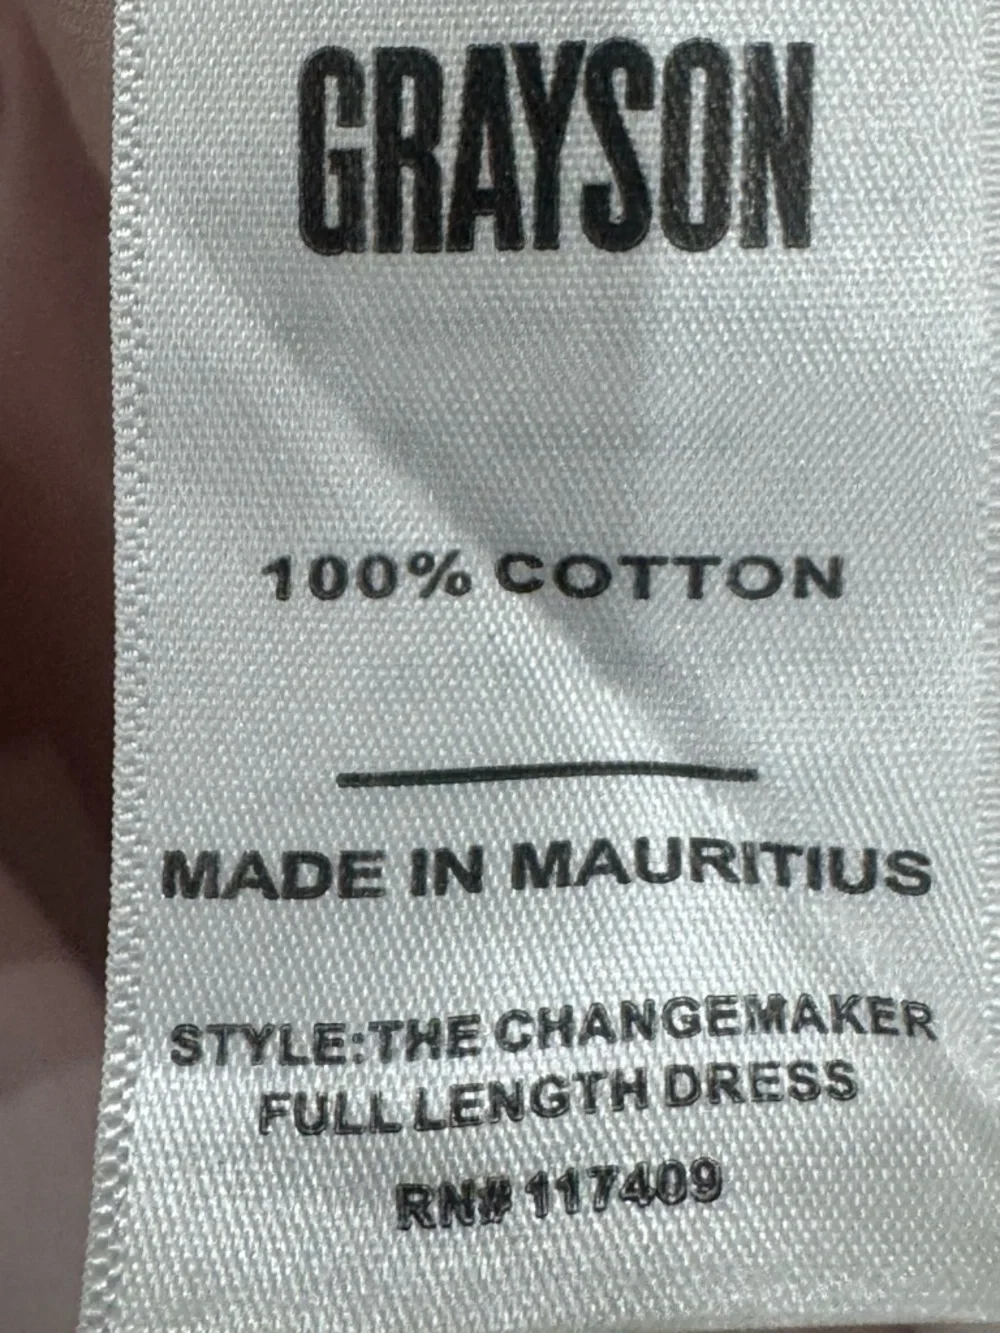 GRAYSON
100% COTTON
MADE IN MAURITIUS
STYLE:THE CHANGEMAKER
FULL LENGTH DRESS
RN# 117409